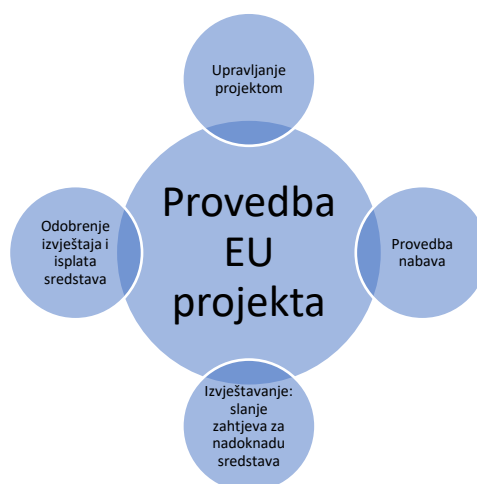 Upravljanje
projektom
Provedba
EU
projekta
Odobrenje
izvještaja i
isplata
sredstava
Provedba
nabava
Izvještavanje:
slanje
zahtjeva za
nadoknadu
sredstava